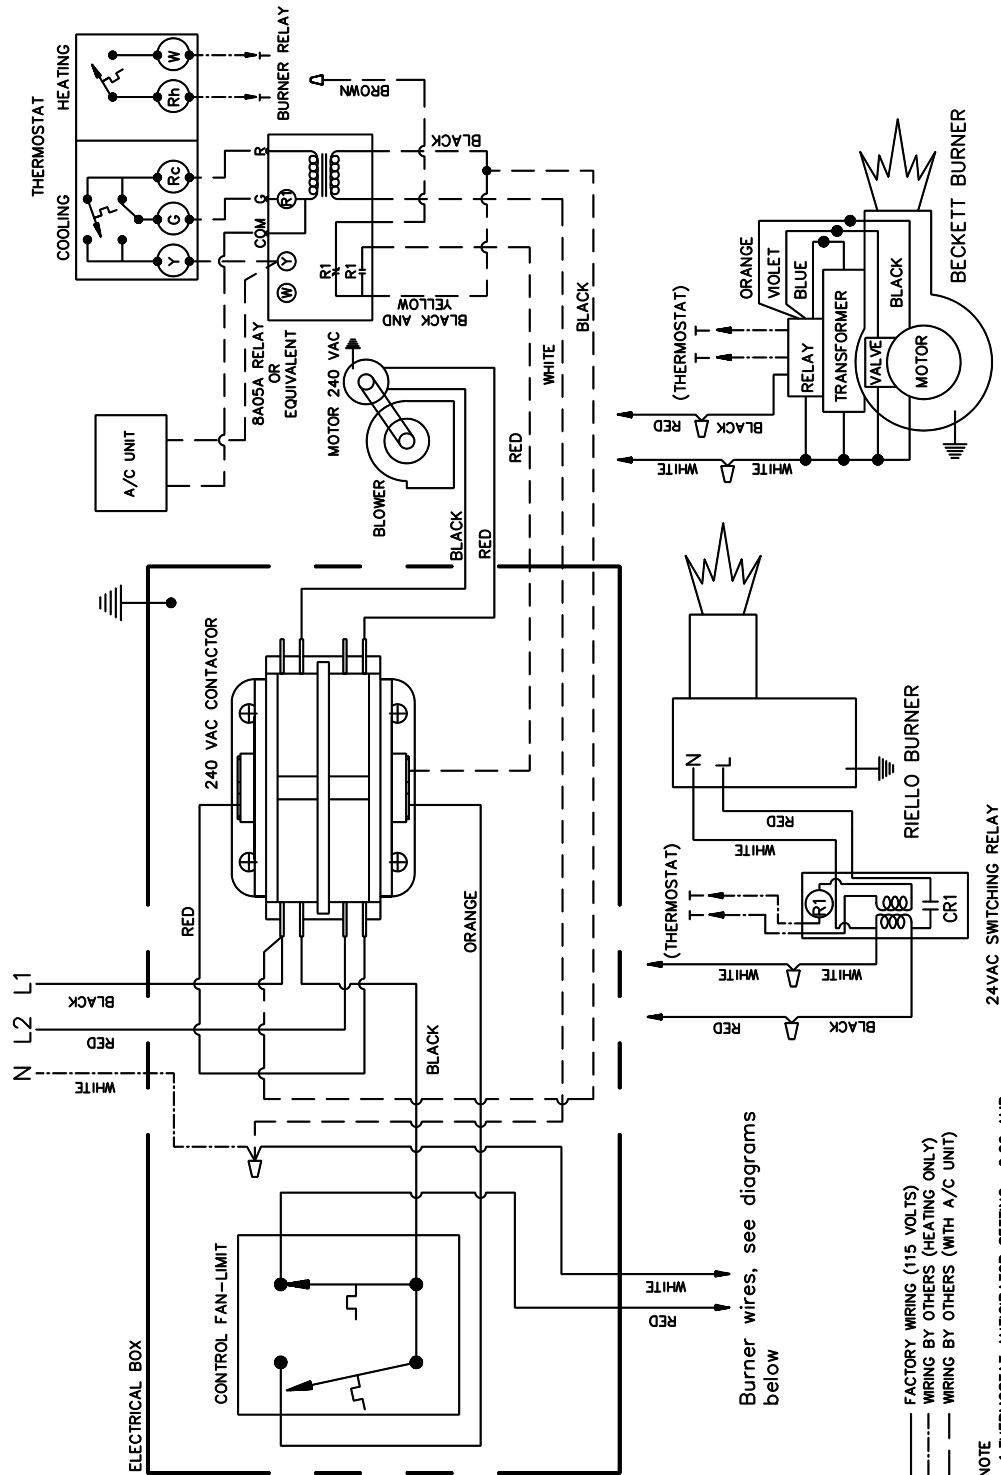 THERMOSTAT
COOLING
HEATING
Y
G
Rc
Rh
W
BURNER RELAY
BROWN
BLACK
R
G
COM
R1
Y
W
R1
R1
BLACK AND
YELLOW
8A05A RELAY
OR
EQUIVALENT
A/C UNIT
MOTOR 240 VAC
BLOWER
BLACK
RED
RED
WHITE
BLACK
240 VAC CONTACTOR
RED
ORANGE
L1
L2
N
BLACK
RED
WHITE
BLACK
ELECTRICAL BOX
CONTROL FAN-LIMIT
WHITE
RED
Burner wires, see diagrams
below
(THERMOSTAT)
ORANGE
VIOLET
BLUE
BLACK
RELAY
TRANSFORMER
VALVE
MOTOR
RED
BLACK
WHITE
WHITE
BECKETT BURNER
N
L
RED
WHITE
RIELLO BURNER
(THERMOSTAT)
R1
CR1
WHITE
WHITE
RED
BLACK
24VAC SWITCHING RELAY
FACTORY WIRING (115 VOLTS)
WIRING BY OTHERS (HEATING ONLY)
WIRING BY OTHERS (WITH A/C UNIT)
NOTE